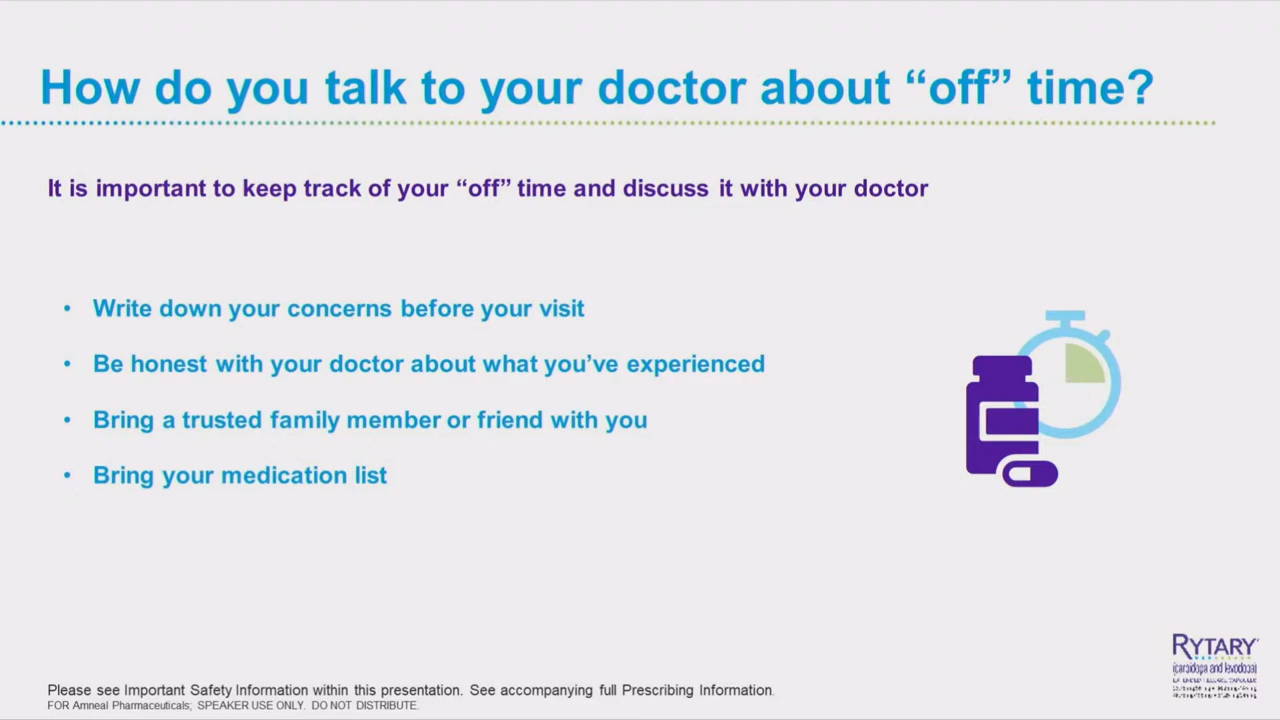 How do you talk to your doctor about “off” time?
It is important to keep track of your “off” time and discuss it with your doctor
• Write down your concerns before your visit
• Be honest with your doctor about what you’ve experienced
• Bring a trusted family member or friend with you
• Bring your medication list
RYTARY
(carbidopa and levodopa)
Please see Important Safety Information within this presentation. See accompanying full Prescribing Information.
FOR Amneal Pharmaceuticals; SPEAKER USE ONLY. DO NOT DISTRIBUTE.